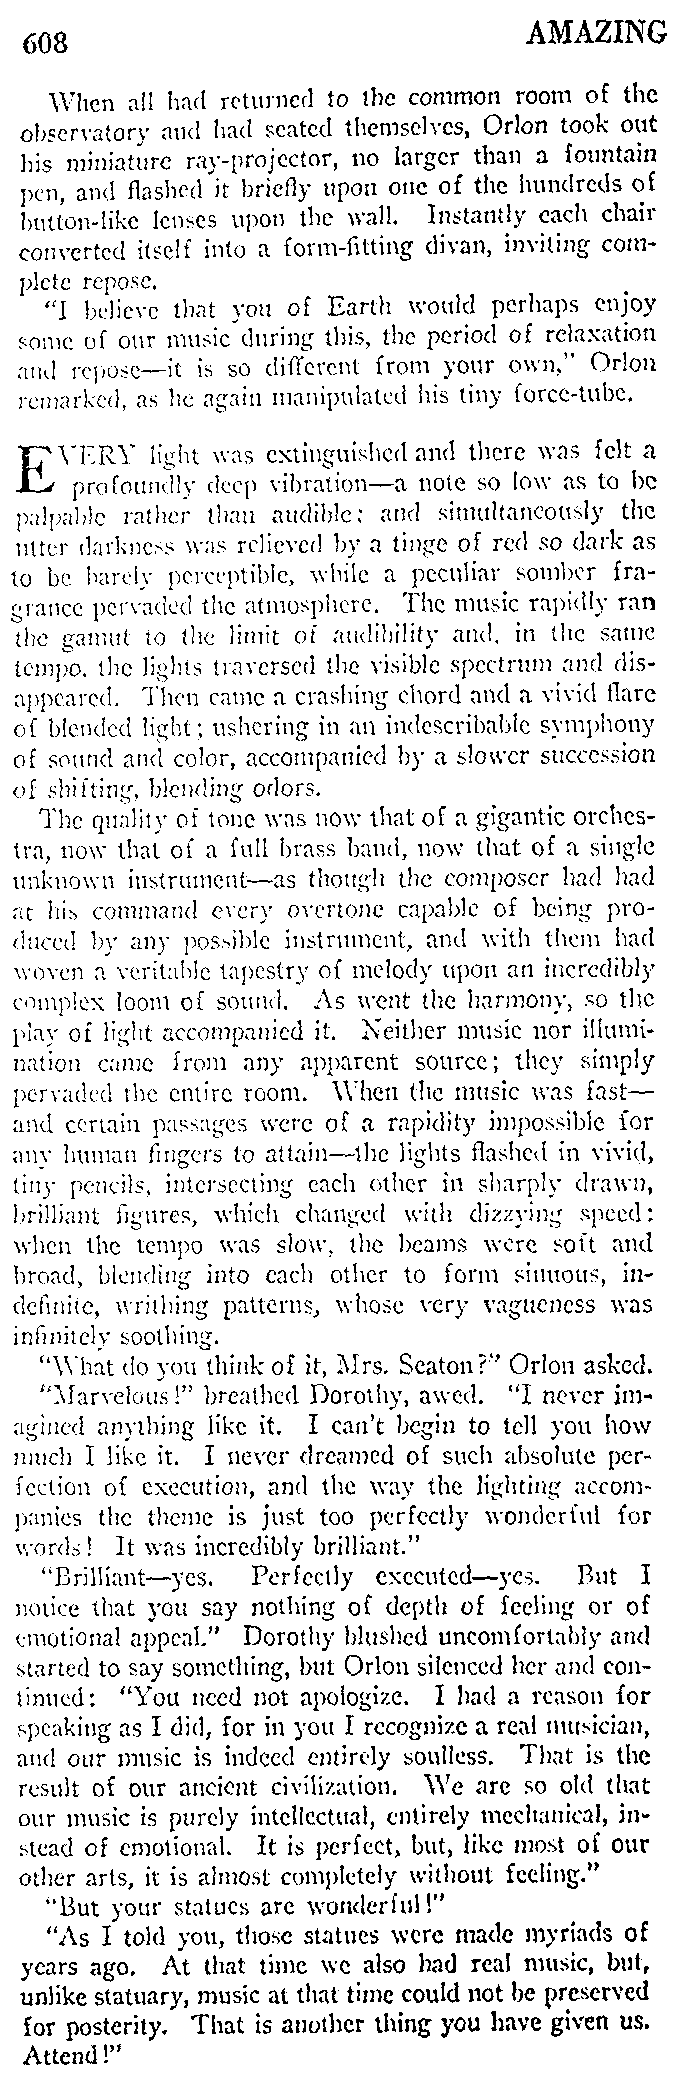 608
AMAZING
When all had returned to the common room of the
observatory and had seated themselves, Orlon took out
his miniature ray-projector, no larger than a fountain
pen, and flashed it briefly upon one of the hundreds of
button-like lenses upon the wall. Instantly each chair
converted itself into a form-fitting divan, inviting com-
plete repose.
"I believe that you of Earth would perhaps enjoy
some of our music during this, the period of relaxation
and repose—it is so different from your own," Orlon
remarked, as he again manipulated his tiny force-tube.
EVERY light was extinguished and there was felt a
profoundly deep vibration—a note so low as to be
palpable rather than audible; and simultaneously the
utter darkness was relieved by a tinge of red so dark as
to be barely perceptible, while a peculiar somber fra-
grance pervaded the atmosphere. The music rapidly ran
the gamut to the limit of audibility and, in the same
tempo, the lights traversed the visible spectrum and dis-
appeared. Then came a crashing chord and a vivid flare
of blended light; ushering in an indescribable symphony
of sound and color, accompanied by a slower succession
of shifting, blending odors.
The quality of tone was now that of a gigantic orches-
tra, now that of a full brass band, now that of a single
unknown instrument—as though the composer had had
at his command every overtone capable of being pro-
duced by any possible instrument, and with them had
woven a veritable tapestry of melody upon an incredibly
complex loom of sound. As went the harmony, so the
play of light accompanied it. Neither music nor illumi-
nation came from any apparent source; they simply
pervaded the entire room. When the music was fast—
and certain passages were of a rapidity impossible for
any human fingers to attain—the lights flashed in vivid,
tiny pencils, intersecting each other in sharply drawn,
brilliant figures, which changed with dizzying speed;
when the tempo was slow, the beams were soft and
broad, blending into each other to form sinuous, in-
definite, writhing patterns, whose very vagueness was
infinitely soothing.
"What do you think of it, Mrs. Seaton?" Orlon asked.
"Marvelous!" breathed Dorothy, awed. "I never im-
agined anything like it. I can't begin to tell you how
much I like it. I never dreamed of such absolute per-
fection of execution, and the way the lighting accom-
panies the theme is just too perfectly wonderful for
words! It was incredibly brilliant."
"Brilliant—yes. Perfectly executed—yes. But I
notice that you say nothing of depth of feeling or of
emotional appeal." Dorothy blushed uncomfortably and
started to say something, but Orlon silenced her and con-
tinued: "You need not apologize. I had a reason for
speaking as I did, for in you I recognize a real musician,
and our music is indeed entirely soulless. That is the
result of our ancient civilization. We are so old that
our music is purely intellectual, entirely mechanical, in-
stead of emotional. It is perfect, but, like most of our
other arts, it is almost completely without feeling."
"But your statues are wonderful!"
"As I told you, those statues were made myriads of
years ago. At that time we also had real music, but,
unlike statuary, music at that time could not be preserved
for posterity. That is another thing you have given us.
Attend!"